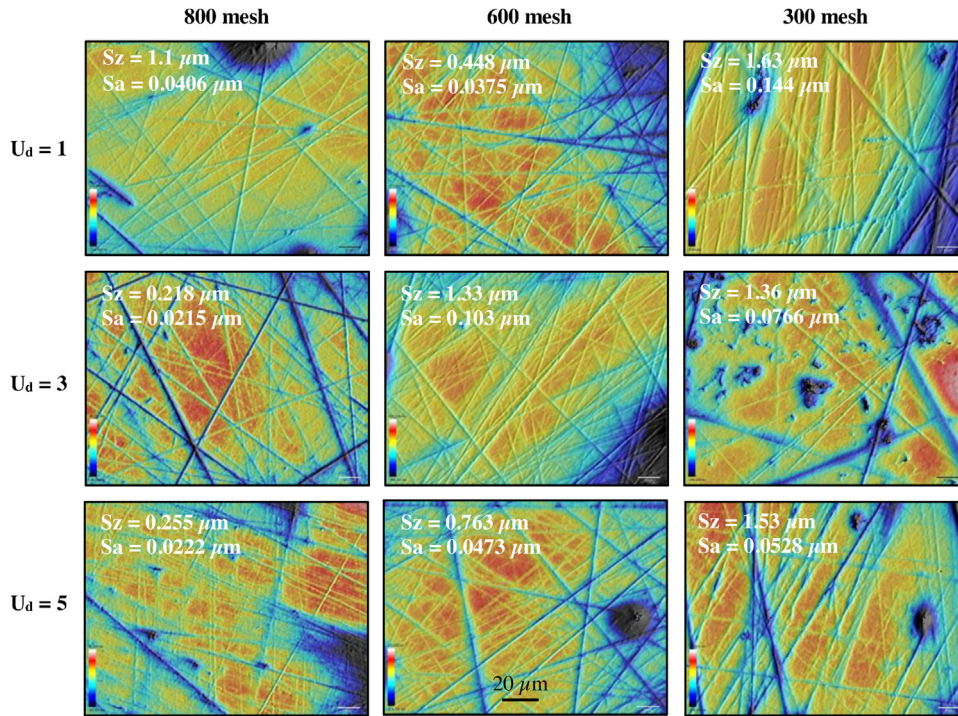 800 mesh 600 mesh 300 mesh
U_d = 1
Sz = 1.1 µm
Sa = 0.0406 µm
Sz = 0.448 µm
Sa = 0.0375 µm
Sz = 1.63 µm
Sa = 0.144 µm
U_d = 3
Sz = 0.218 µm
Sa = 0.0215 µm
Sz = 1.33 µm
Sa = 0.103 µm
Sz = 1.36 µm
Sa = 0.0766 µm
U_d = 5
Sz = 0.255 µm
Sa = 0.0222 µm
Sz = 0.763 µm
Sa = 0.0473 µm
Sz = 1.53 µm
Sa = 0.0528 µm
20 µm